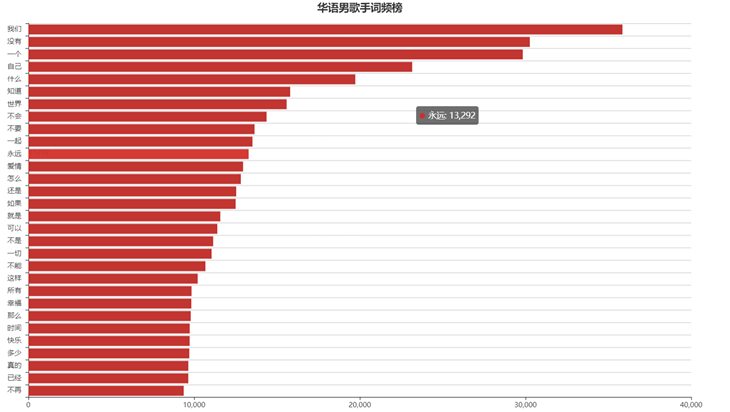 华语男歌手词频榜
我们
没有
一个
自己
什么
知道
世界
不会
不要
一起
永远
爱情
怎么
还是
如果
就是
可以
不是
一切
不能
这样
所有
幸福
那么
时间
快乐
多少
真的
已经
不再
永远: 13,292
0 10,000 20,000 30,000 40,000